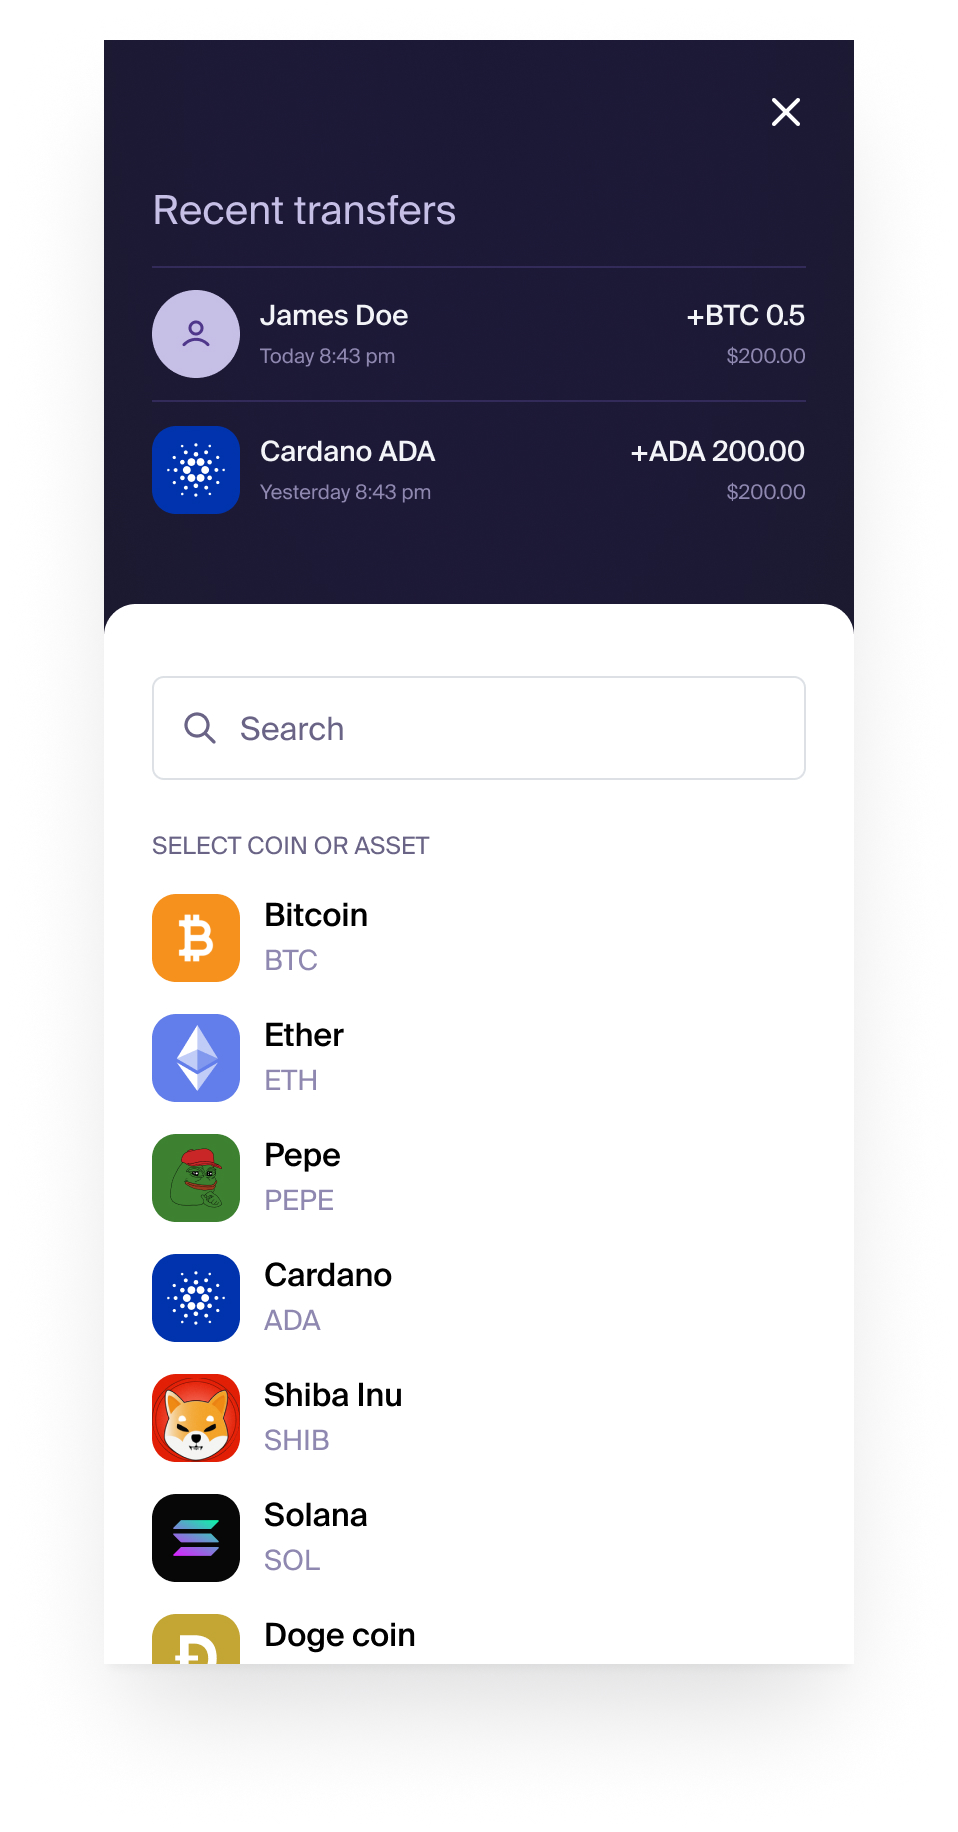 Recent transfers
James Doe
+BTC 0.5
Today 8:43 pm
$200.00
Cardano ADA
+ADA 200.00
Yesterday 8:43 pm
$200.00
Search
SELECT COIN OR ASSET
Bitcoin
BTC
Ether
ETH
Pepe
PEPE
Cardano
ADA
Shiba Inu
SHIB
Solana
SOL
Doge coin